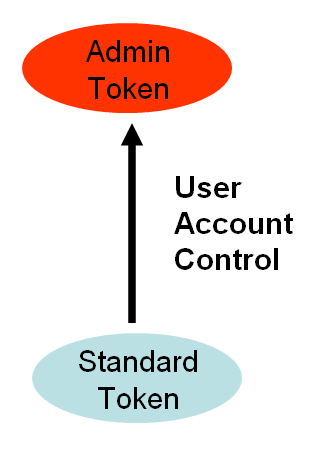 Admin
Token
User
Account
Control
Standard
Token